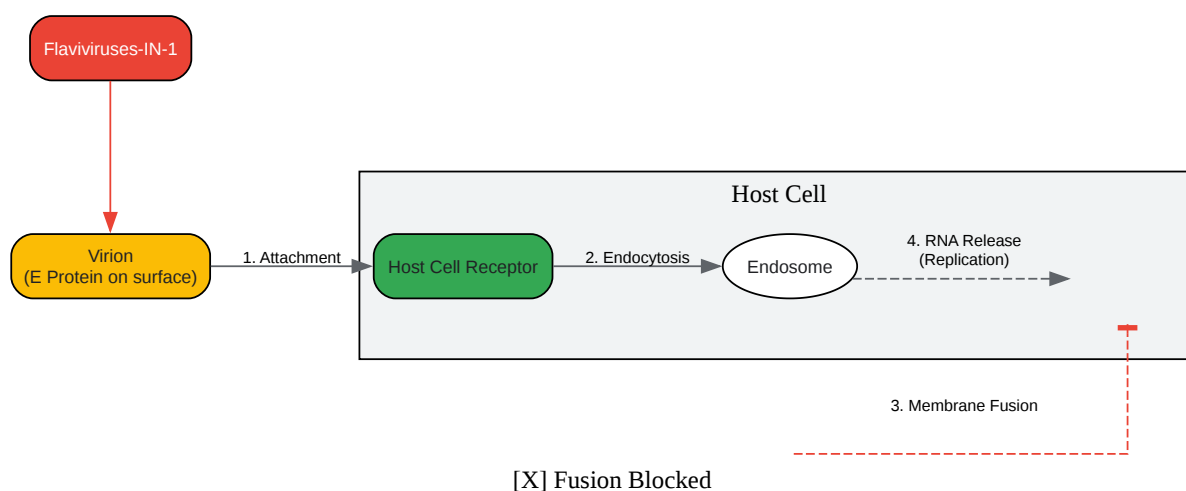 Flaviviruses-IN-1
Host Cell
Virion
(E Protein on surface)
1. Attachment
Host Cell Receptor
2. Endocytosis
Endosome
4. RNA Release
(Replication)
3. Membrane Fusion
[X] Fusion Blocked